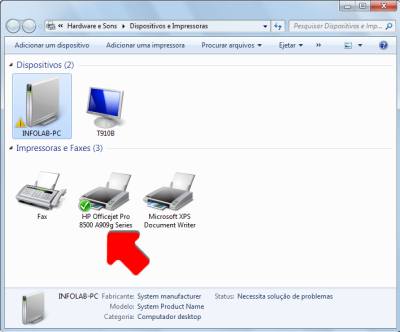 Hardware e Sons ▸ Dispositivos e Impressoras
Pesquisar Dispositivos e Imp...
Adicionar um dispositivo Adicionar uma impressora Procurar arquivos Ejetar »
Dispositivos (2)
INFOLAB-PC
T910B
Impressoras e Faxes (3)
Fax
HP Officejet Pro
8500 A909g Series
Microsoft XPS
Document Writer
INFOLAB-PC Fabricante: System manufacturer Status: Necessita solução de problemas
Modelo: System Product Name
Categoria: Computador desktop